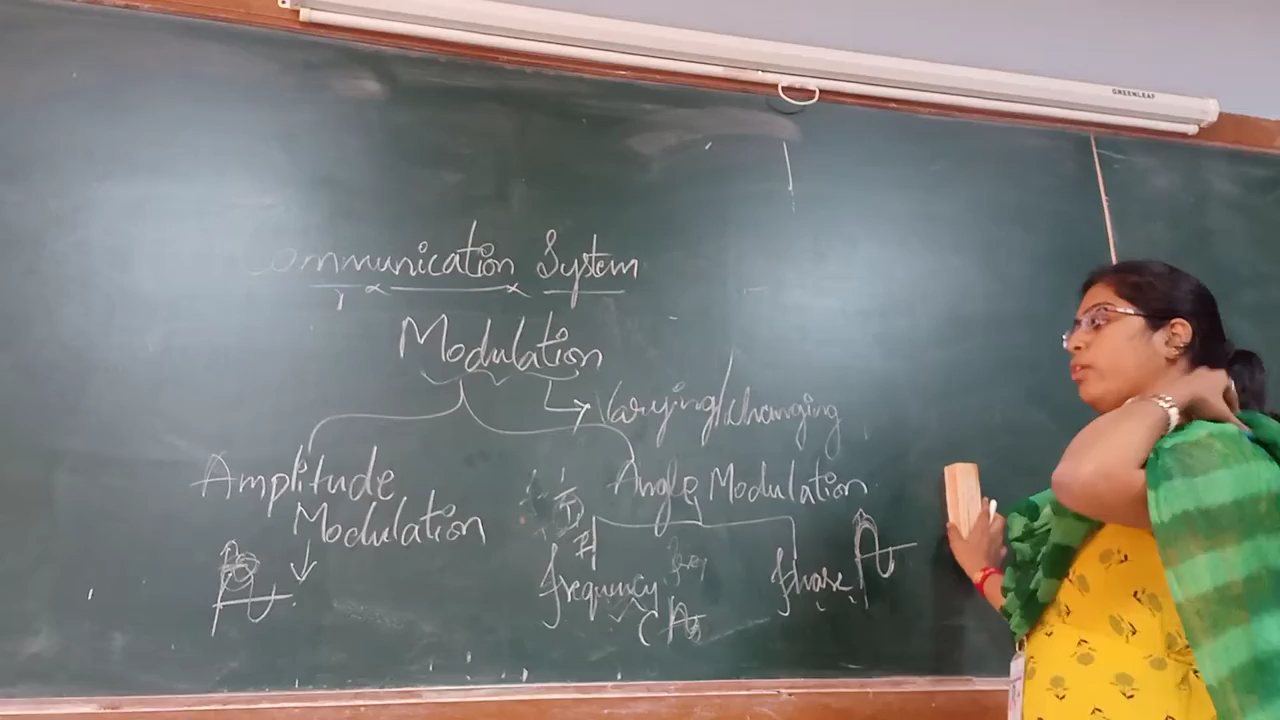 GREENLEAF
Communication System
Modulation
Varying/changing
Amplitude
Modulation
Angle Modulation
frequency
phase